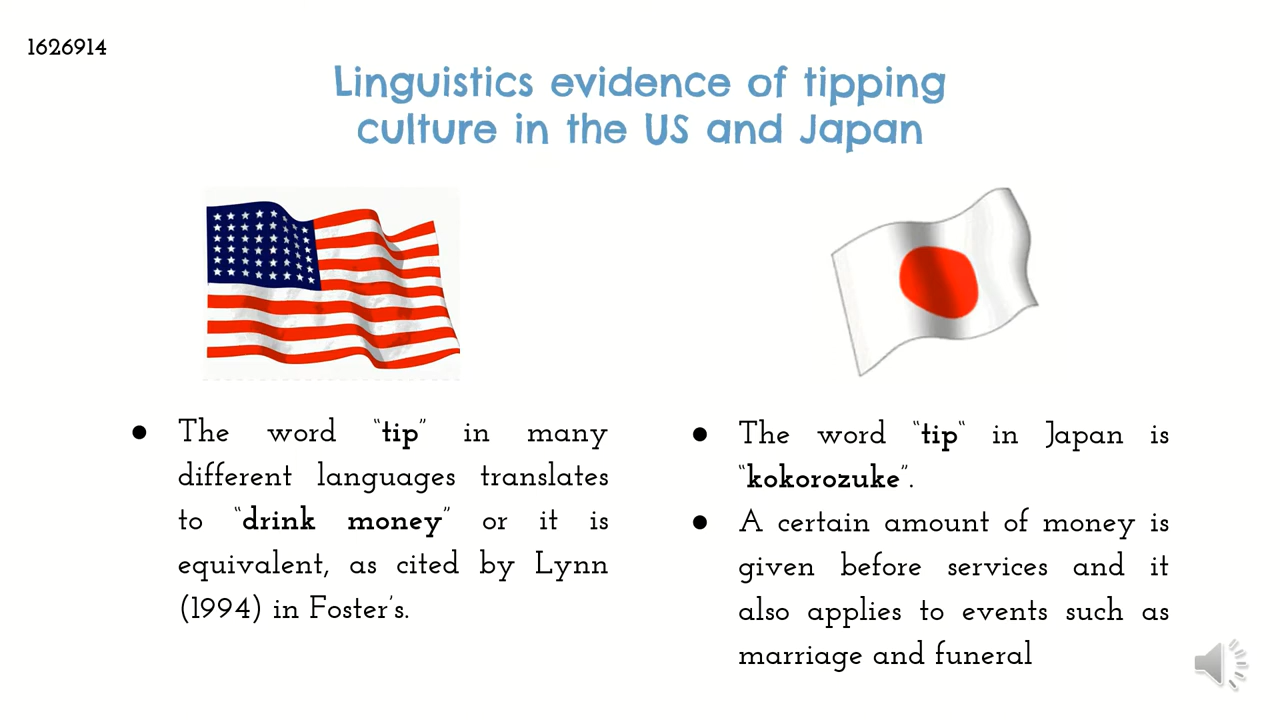 1626914
Linguistics evidence of tipping
culture in the US and Japan
● The word “tip” in many
different languages translates
to “drink money” or it is
equivalent, as cited by Lynn
(1994) in Foster’s.
● The word “tip“ in Japan is
“kokorozuke”.
● A certain amount of money is
given before services and it
also applies to events such as
marriage and funeral